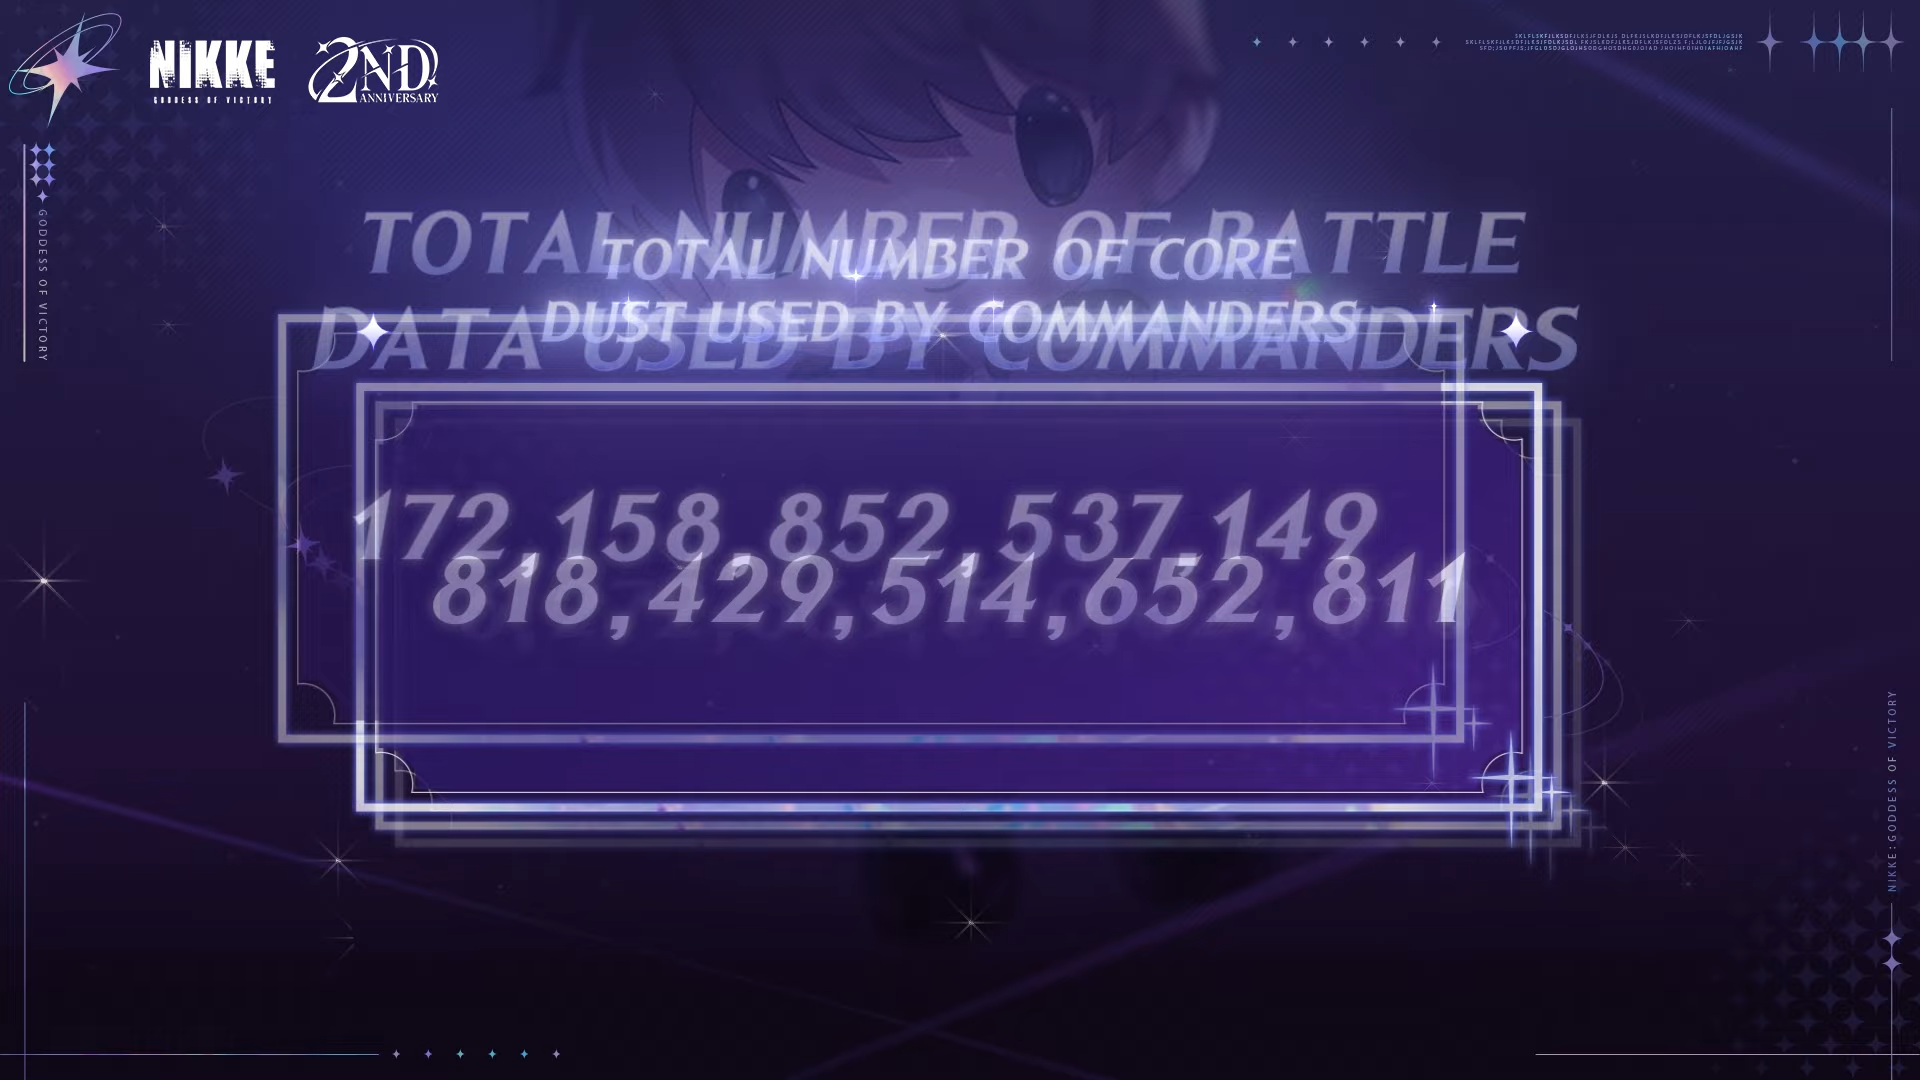 NIKKE
GODDESS OF VICTORY
2ND
ANNIVERSARY
GODDESS OF VICTORY
TOTAL NUMBER OF BATTLE
DATA USED BY COMMANDERS
TOTAL NUMBER OF CORE
DUST USED BY COMMANDERS
172,158,852,537,149
818,429,514,652,811
NIKKE:GODDESS OF VICTORY